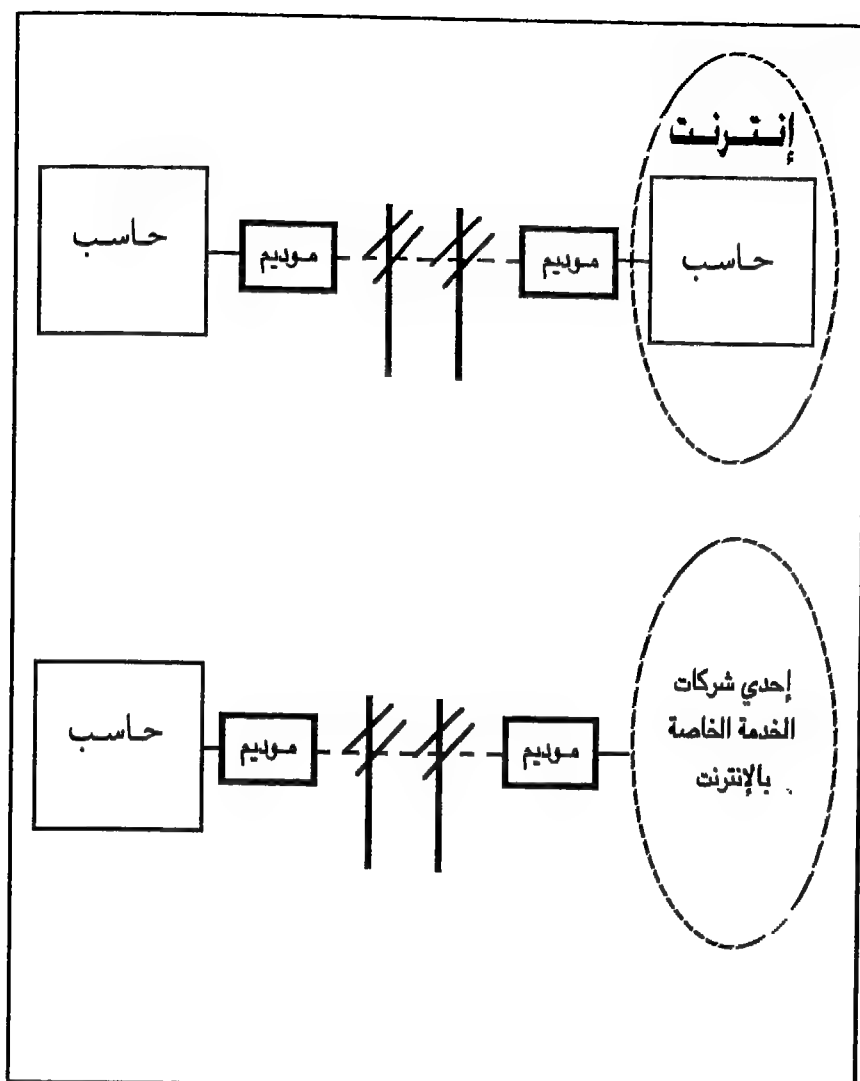 إنترنت
حاسب
موديم
موديم
حاسب
إحدي شركات
الخدمة الخاصة
بالإنترنت
موديم
موديم
حاسب